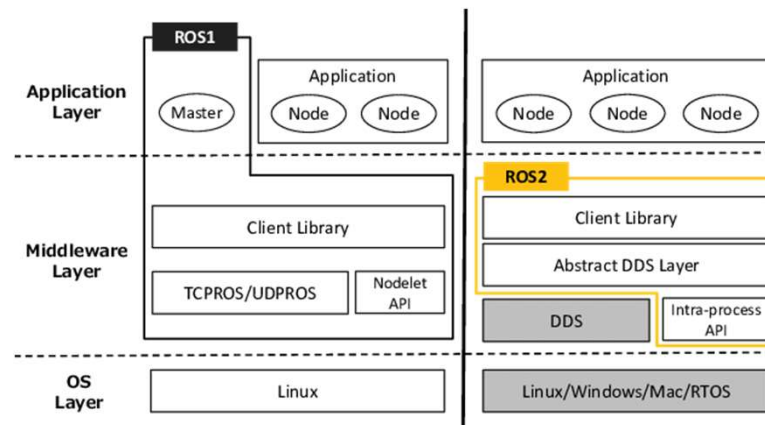 ROS1
Application
Layer
Master
Application
Node
Node
Application
Node
Node
Node
Middleware
Layer
Client Library
TCPROS/UDPROS
Nodelet
API
ROS2
Client Library
Abstract DDS Layer
DDS
Intra-process
API
OS
Layer
Linux
Linux/Windows/Mac/RTOS